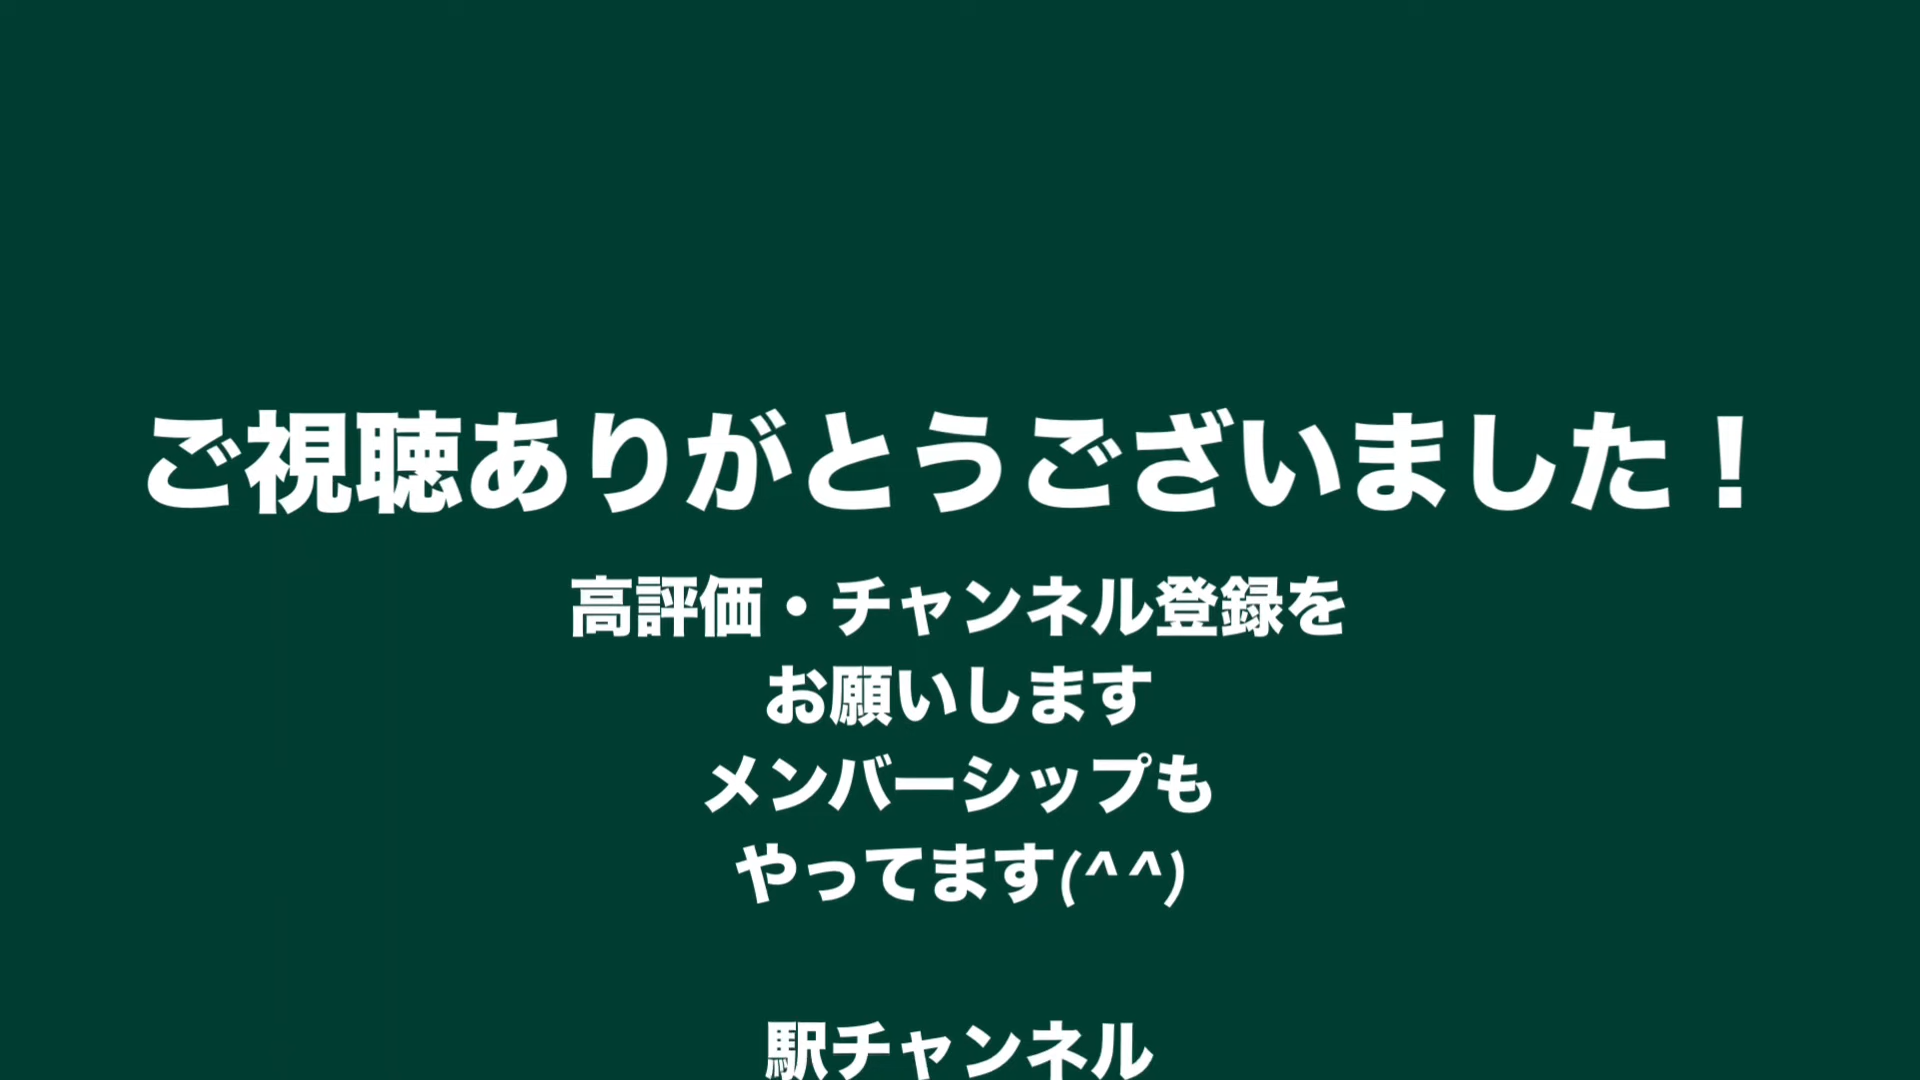 ご視聴ありがとうございました！
高評価・チャンネル登録を
お願いします
メンバーシップも
やってます(^ ^)
駅チャンネル